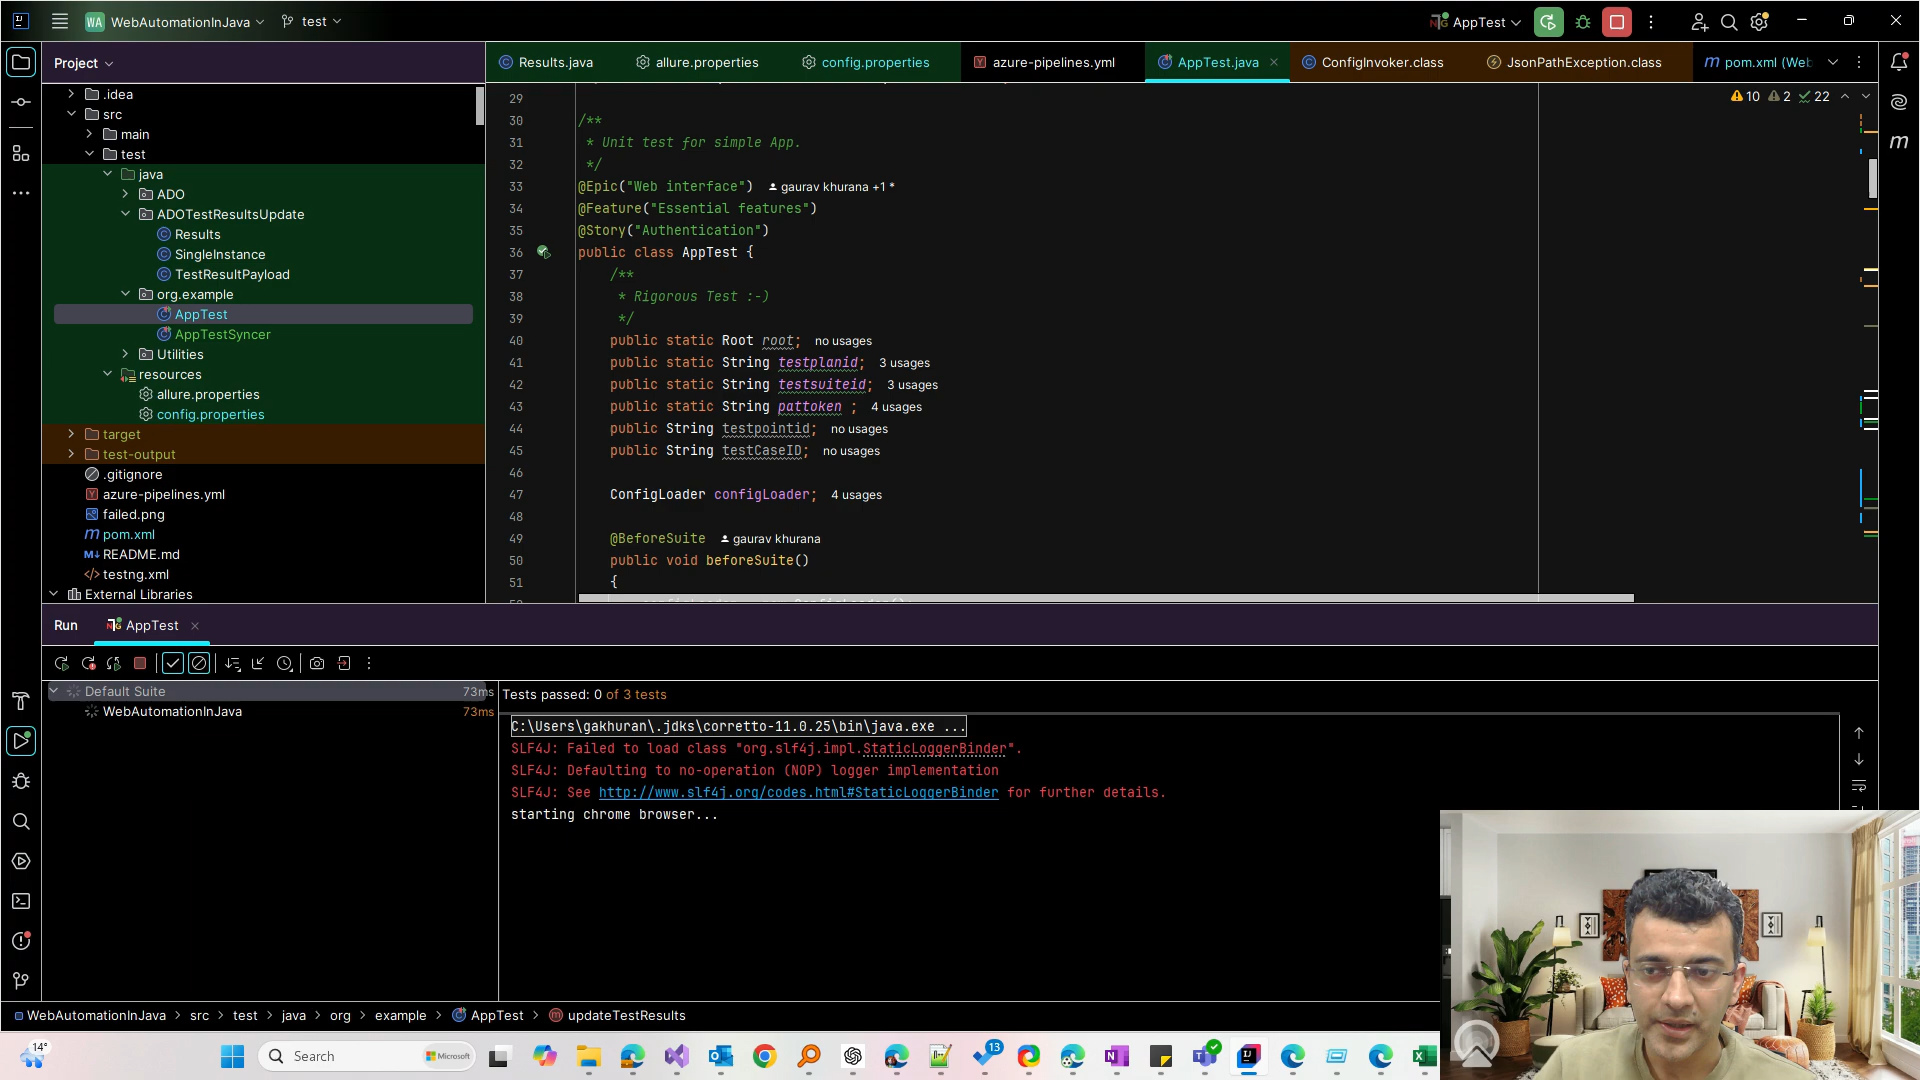 WA WebAutomationInJava test AppTest
Project
Results.java allure.properties config.properties azure-pipelines.yml AppTest.java ConfigInvoker.class JsonPathException.class pom.xml (Web
.idea
src
main
test
java
ADO
ADOTestResultsUpdate
Results
SingleInstance
TestResultPayload
org.example
AppTest
AppTestSyncer
Utilities
resources
allure.properties
config.properties
target
test-output
.gitignore
azure-pipelines.yml
failed.png
pom.xml
README.md
testng.xml
External Libraries
10 2 22
29
30 /**
31 * Unit test for simple App.
32 */
33 @Epic("Web interface") gaurav khurana +1 *
34 @Feature("Essential features")
35 @Story("Authentication")
36 public class AppTest {
37 /**
38 * Rigorous Test :-)
39 */
40 public static Root root; no usages
41 public static String testplanid; 3 usages
42 public static String testsuiteid; 3 usages
43 public static String pattoken ; 4 usages
44 public String testpointid; no usages
45 public String testCaseID; no usages
46
47 ConfigLoader configLoader; 4 usages
48
49 @BeforeSuite gaurav khurana
50 public void beforeSuite()
51 {
Run AppTest
Default Suite 73ms
WebAutomationInJava 73ms
Tests passed: 0 of 3 tests
C:\Users\gakhuran\.jdks\corretto-11.0.25\bin\java.exe ...
SLF4J: Failed to load class "org.slf4j.impl.StaticLoggerBinder".
SLF4J: Defaulting to no-operation (NOP) logger implementation
SLF4J: See http://www.slf4j.org/codes.html#StaticLoggerBinder for further details.
starting chrome browser...
WebAutomationInJava > src > test > java > org > example > AppTest > updateTestResults
14°
Search
Microsoft
13